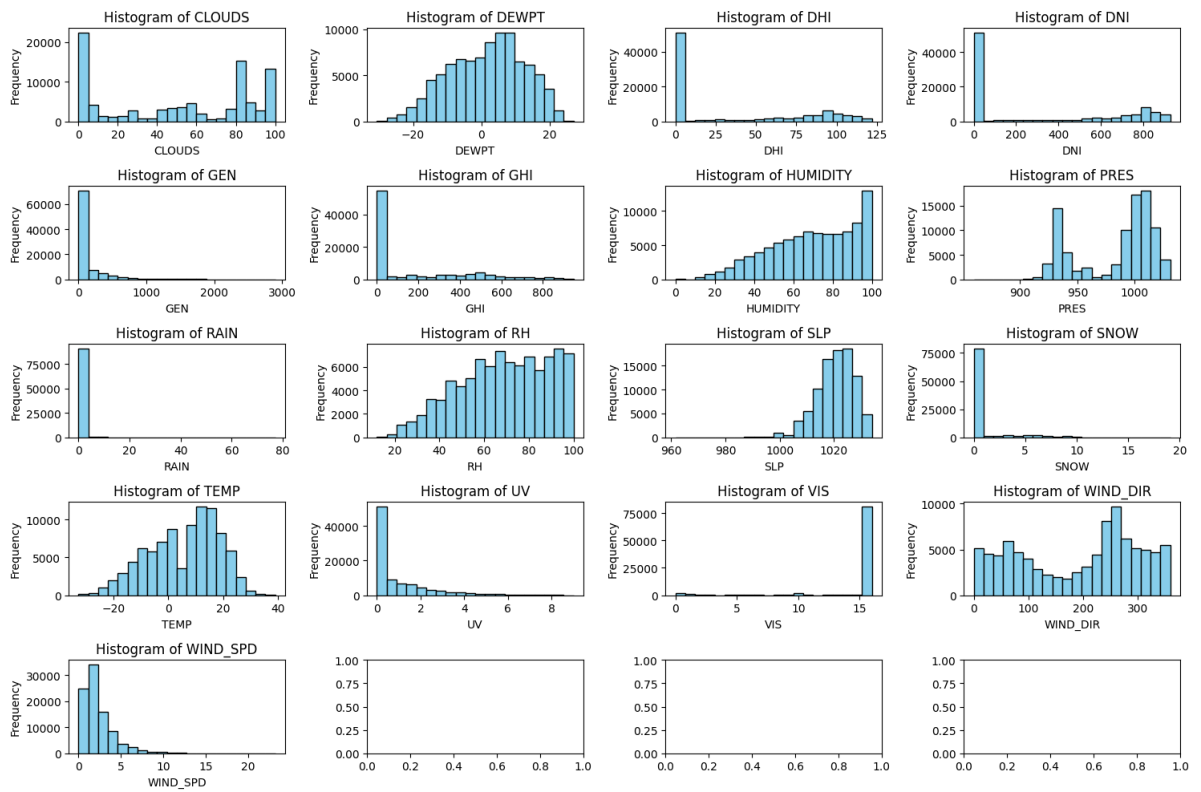 Histogram of CLOUDS
Frequency
20000
10000
0
0 20 40 60 80 100
CLOUDS
Histogram of DEWPT
Frequency
10000
5000
0
−20 0 20
DEWPT
Histogram of DHI
Frequency
40000
20000
0
0 25 50 75 100 125
DHI
Histogram of DNI
Frequency
40000
20000
0
0 200 400 600 800
DNI
Histogram of GEN
Frequency
60000
40000
20000
0
0 1000 2000 3000
GEN
Histogram of GHI
Frequency
40000
20000
0
0 200 400 600 800
GHI
Histogram of HUMIDITY
Frequency
10000
5000
0
0 20 40 60 80 100
HUMIDITY
Histogram of PRES
Frequency
15000
10000
5000
0
900 950 1000
PRES
Histogram of RAIN
Frequency
75000
50000
25000
0
0 20 40 60 80
RAIN
Histogram of RH
Frequency
6000
4000
2000
0
20 40 60 80 100
RH
Histogram of SLP
Frequency
15000
10000
5000
0
960 980 1000 1020
SLP
Histogram of SNOW
Frequency
75000
50000
25000
0
0 5 10 15 20
SNOW
Histogram of TEMP
Frequency
10000
5000
0
−20 0 20 40
TEMP
Histogram of UV
Frequency
40000
20000
0
0 2 4 6 8
UV
Histogram of VIS
Frequency
75000
50000
25000
0
0 5 10 15
VIS
Histogram of WIND_DIR
Frequency
10000
5000
0
0 100 200 300
WIND_DIR
Histogram of WIND_SPD
Frequency
30000
20000
10000
0
0 5 10 15 20
WIND_SPD
1.00
0.75
0.50
0.25
0.00
0.0 0.2 0.4 0.6 0.8 1.0
1.00
0.75
0.50
0.25
0.00
0.0 0.2 0.4 0.6 0.8 1.0
1.00
0.75
0.50
0.25
0.00
0.0 0.2 0.4 0.6 0.8 1.0